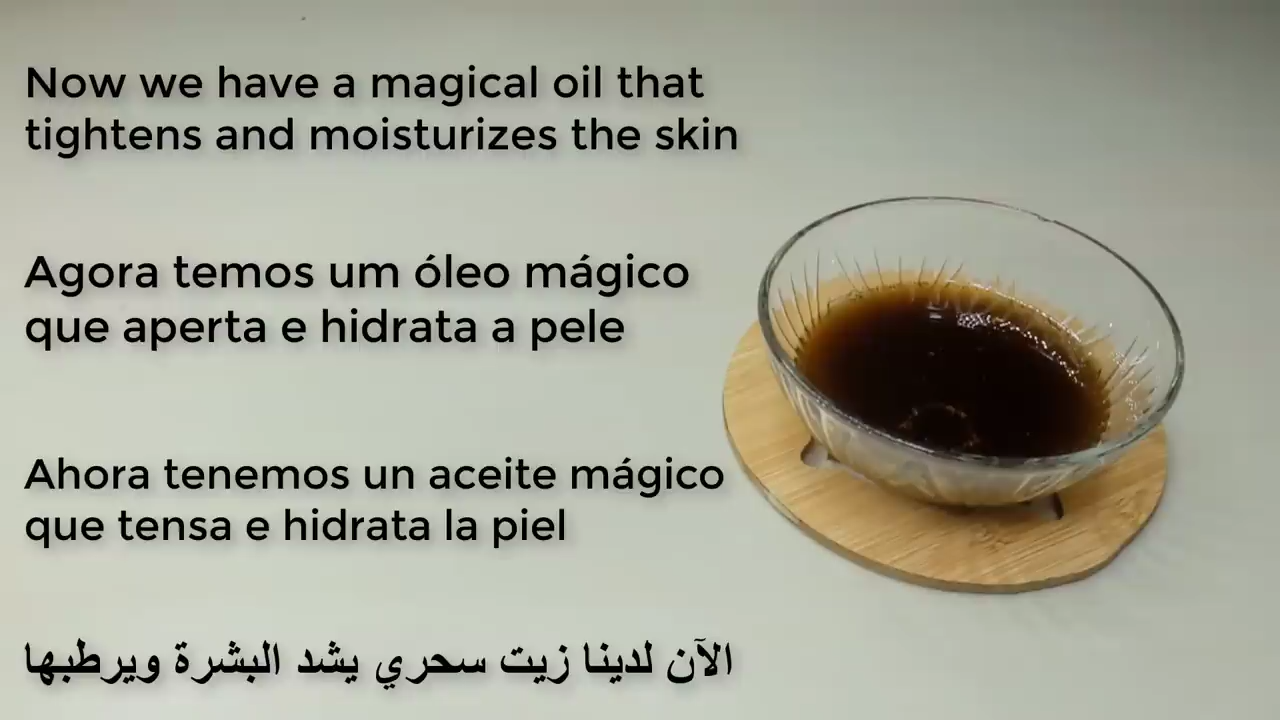 Now we have a magical oil that
tightens and moisturizes the skin
Agora temos um óleo mágico
que aperta e hidrata a pele
Ahora tenemos un aceite mágico
que tensa e hidrata la piel
الآن لدينا زيت سحري يشد البشرة ويرطبها